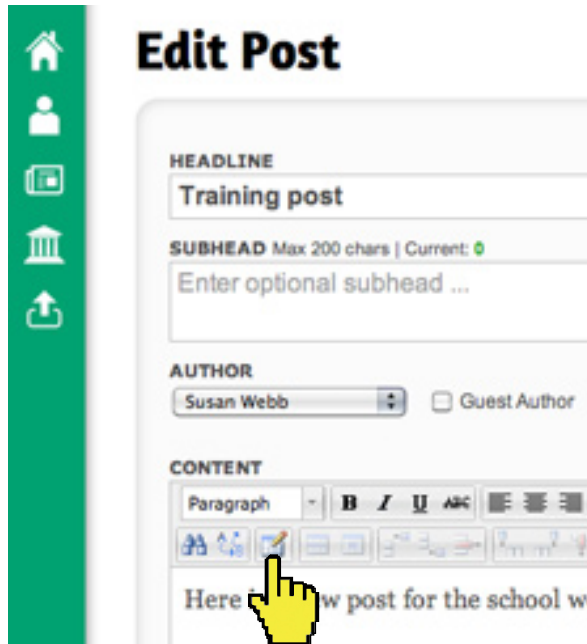 Edit Post
HEADLINE
Training post
SUBHEAD Max 200 chars | Current: 0
Enter optional subhead ...
AUTHOR
Susan Webb Guest Author
CONTENT
Paragraph B I U ABC
Here w post for the school w